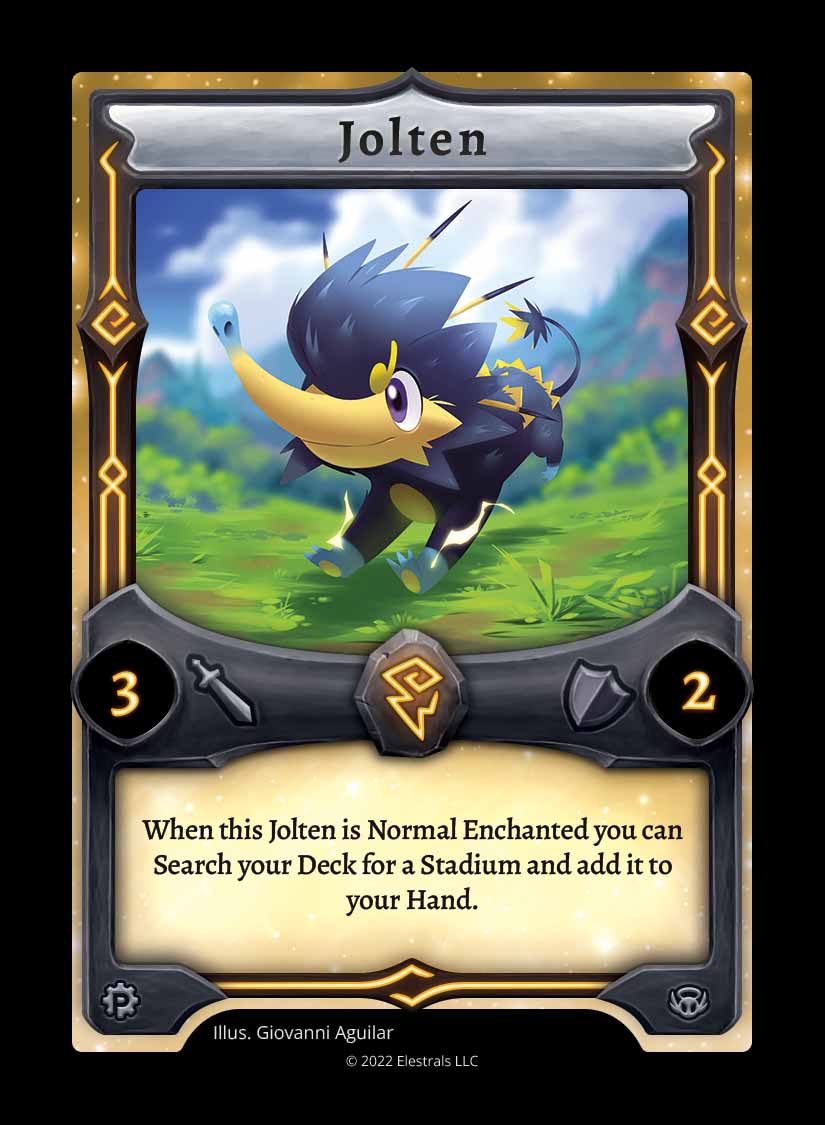 Jolten
3
2
When this Jolten is Normal Enchanted you can
Search your Deck for a Stadium and add it to
your Hand.
P
Illus. Giovanni Aguilar
© 2022 Elestrals LLC